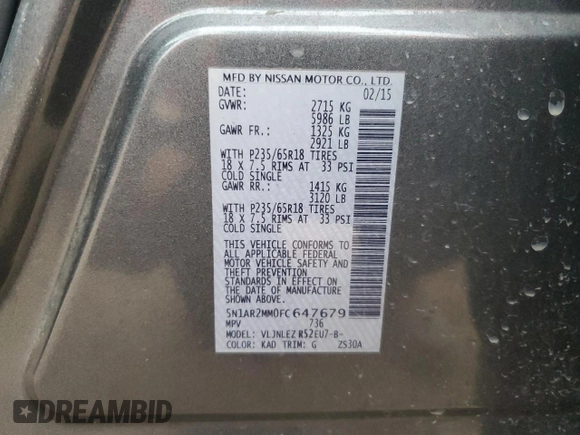 MFD BY NISSAN MOTOR CO., LTD.
DATE: 02/15
GVWR: 2715 KG
5986 LB
GAWR FR.: 1325 KG
2921 LB
WITH P235/65R18 TIRES
18 X 7.5 RIMS AT 33 PSI
COLD SINGLE
GAWR RR.: 1415 KG
3120 LB
WITH P235/65R18 TIRES
18 X 7.5 RIMS AT 33 PSI
COLD SINGLE
THIS VEHICLE CONFORMS TO
ALL APPLICABLE FEDERAL
MOTOR VEHICLE SAFETY AND
THEFT PREVENTION
STANDARDS IN EFFECT ON
THE DATE OF MANUFACTURE
SHOWN ABOVE.
5N1AR2MM0FC647679
MPV 736
MODEL: VLJNLEZ R52EU7-B-
COLOR: KAD TRIM: G ZS30A
DREAMBID